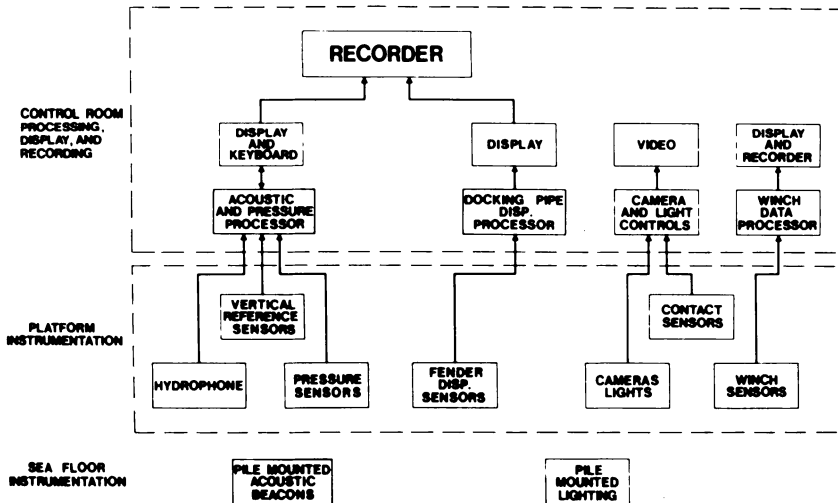 RECORDER
CONTROL ROOM
PROCESSING,
DISPLAY, AND
RECORDING
DISPLAY
AND
KEYBOARD
DISPLAY
VIDEO
DISPLAY
AND
RECORDER
ACOUSTIC
AND PRESSURE
PROCESSOR
DOCKING PIPE
DISP.
PROCESSOR
CAMERA
AND LIGHT
CONTROLS
WINCH
DATA
PROCESSOR
PLATFORM
INSTRUMENTATION
VERTICAL
REFERENCE
SENSORS
CONTACT
SENSORS
HYDROPHONE
PRESSURE
SENSORS
FENDER
DISP.
SENSORS
CAMERAS
LIGHTS
WINCH
SENSORS
SEA FLOOR
INSTRUMENTATION
PILE MOUNTED
ACOUSTIC
BEACONS
PILE
MOUNTED
LIGHTING